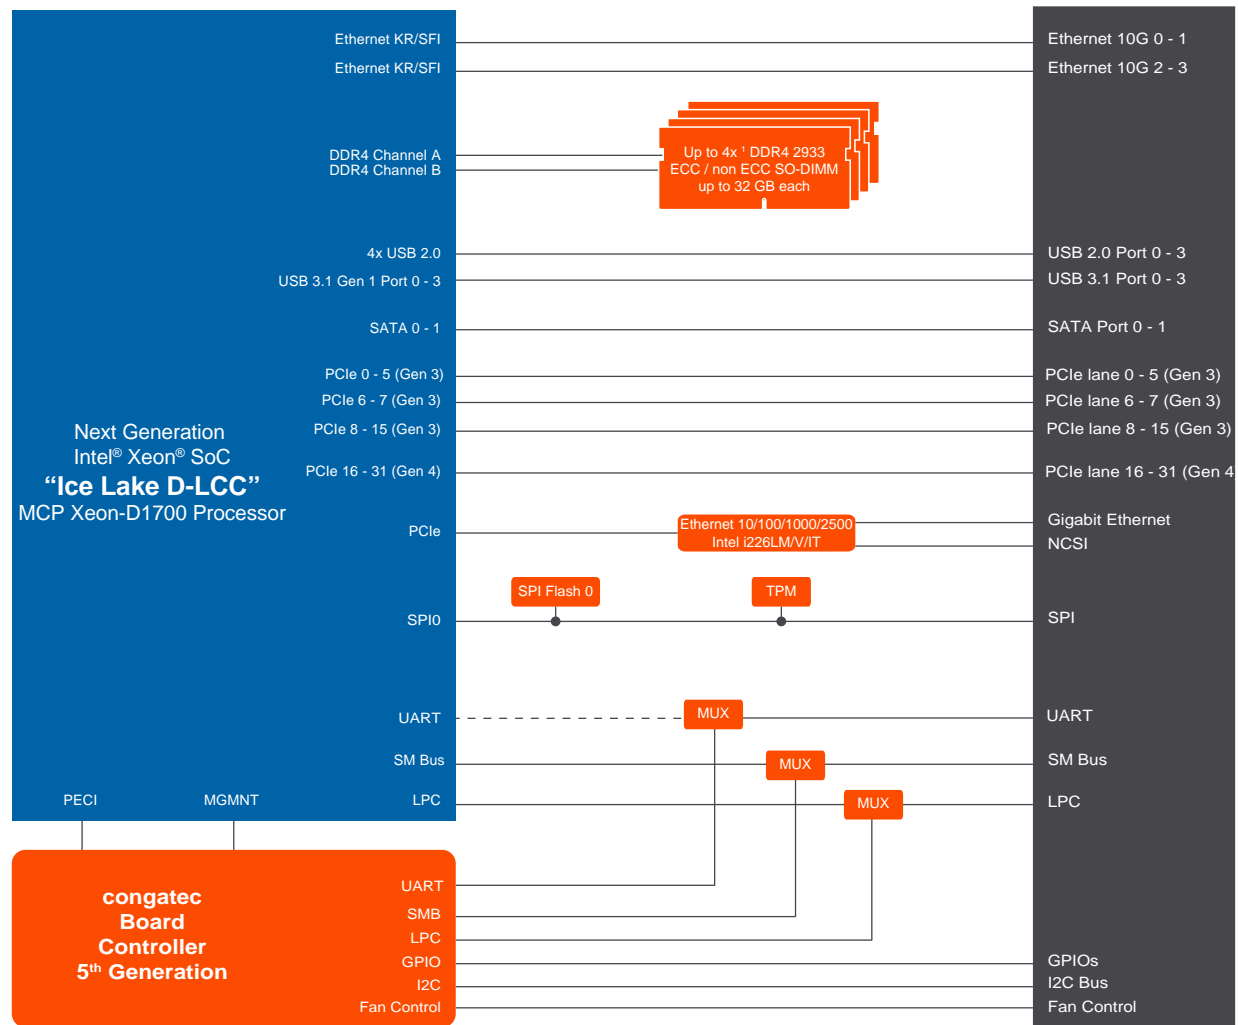 Ethernet KR/SFI
Ethernet 10G 0 - 1
Ethernet KR/SFI
Ethernet 10G 2 - 3
DDR4 Channel A
DDR4 Channel B
Up to 4x ¹ DDR4 2933
ECC / non ECC SO-DIMM
up to 32 GB each
4x USB 2.0
USB 2.0 Port 0 - 3
USB 3.1 Gen 1 Port 0 - 3
USB 3.1 Port 0 - 3
SATA 0 - 1
SATA Port 0 - 1
PCIe 0 - 5 (Gen 3)
PCIe lane 0 - 5 (Gen 3)
PCIe 6 - 7 (Gen 3)
PCIe lane 6 - 7 (Gen 3)
PCIe 8 - 15 (Gen 3)
PCIe lane 8 - 15 (Gen 3)
PCIe 16 - 31 (Gen 4)
PCIe lane 16 - 31 (Gen 4
Next Generation
Intel® Xeon® SoC
“Ice Lake D-LCC”
MCP Xeon-D1700 Processor
PCIe
Ethernet 10/100/1000/2500
Intel i226LM/V/IT
Gigabit Ethernet
NCSI
SPI Flash 0
TPM
SPI0
SPI
UART
MUX
UART
SM Bus
MUX
SM Bus
PECI
MGMNT
LPC
MUX
LPC
congatec
Board
Controller
5th Generation
UART
SMB
LPC
GPIO
GPIOs
I2C
I2C Bus
Fan Control
Fan Control